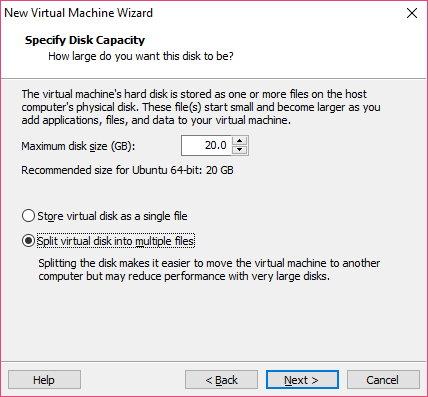 New Virtual Machine Wizard
Specify Disk Capacity
How large do you want this disk to be?
The virtual machine's hard disk is stored as one or more files on the host
computer's physical disk. These file(s) start small and become larger as you
add applications, files, and data to your virtual machine.
Maximum disk size (GB): 20.0
Recommended size for Ubuntu 64-bit: 20 GB
Store virtual disk as a single file
Split virtual disk into multiple files
Splitting the disk makes it easier to move the virtual machine to another
computer but may reduce performance with very large disks.
Help < Back Next > Cancel